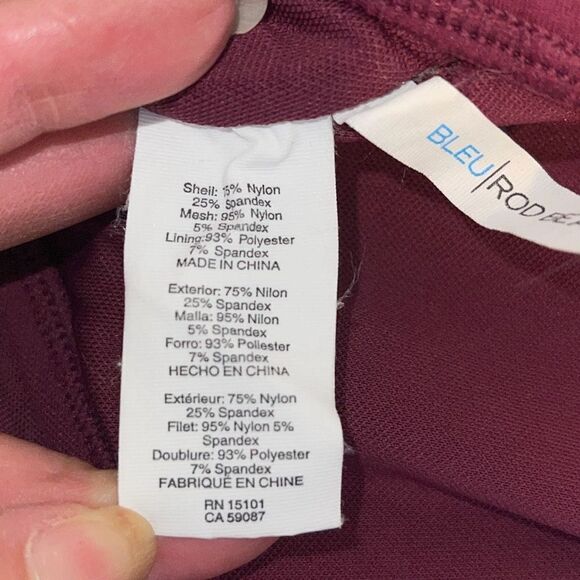 Shell: 75% Nylon
25% Spandex
Mesh: 95% Nylon
5% Spandex
Lining:93% Polyester
7% Spandex
MADE IN CHINA
Exterior: 75% Nilon
25% Spandex
Malla: 95% Nilon
5% Spandex
Forro: 93% Poliester
7% Spandex
HECHO EN CHINA
Extérieur: 75% Nylon
25% Spandex
Filet: 95% Nylon 5%
Spandex
Doublure: 93% Polyester
7% Spandex
FABRIQUÉ EN CHINE
RN 15101
CA 59087
BLEU|ROD